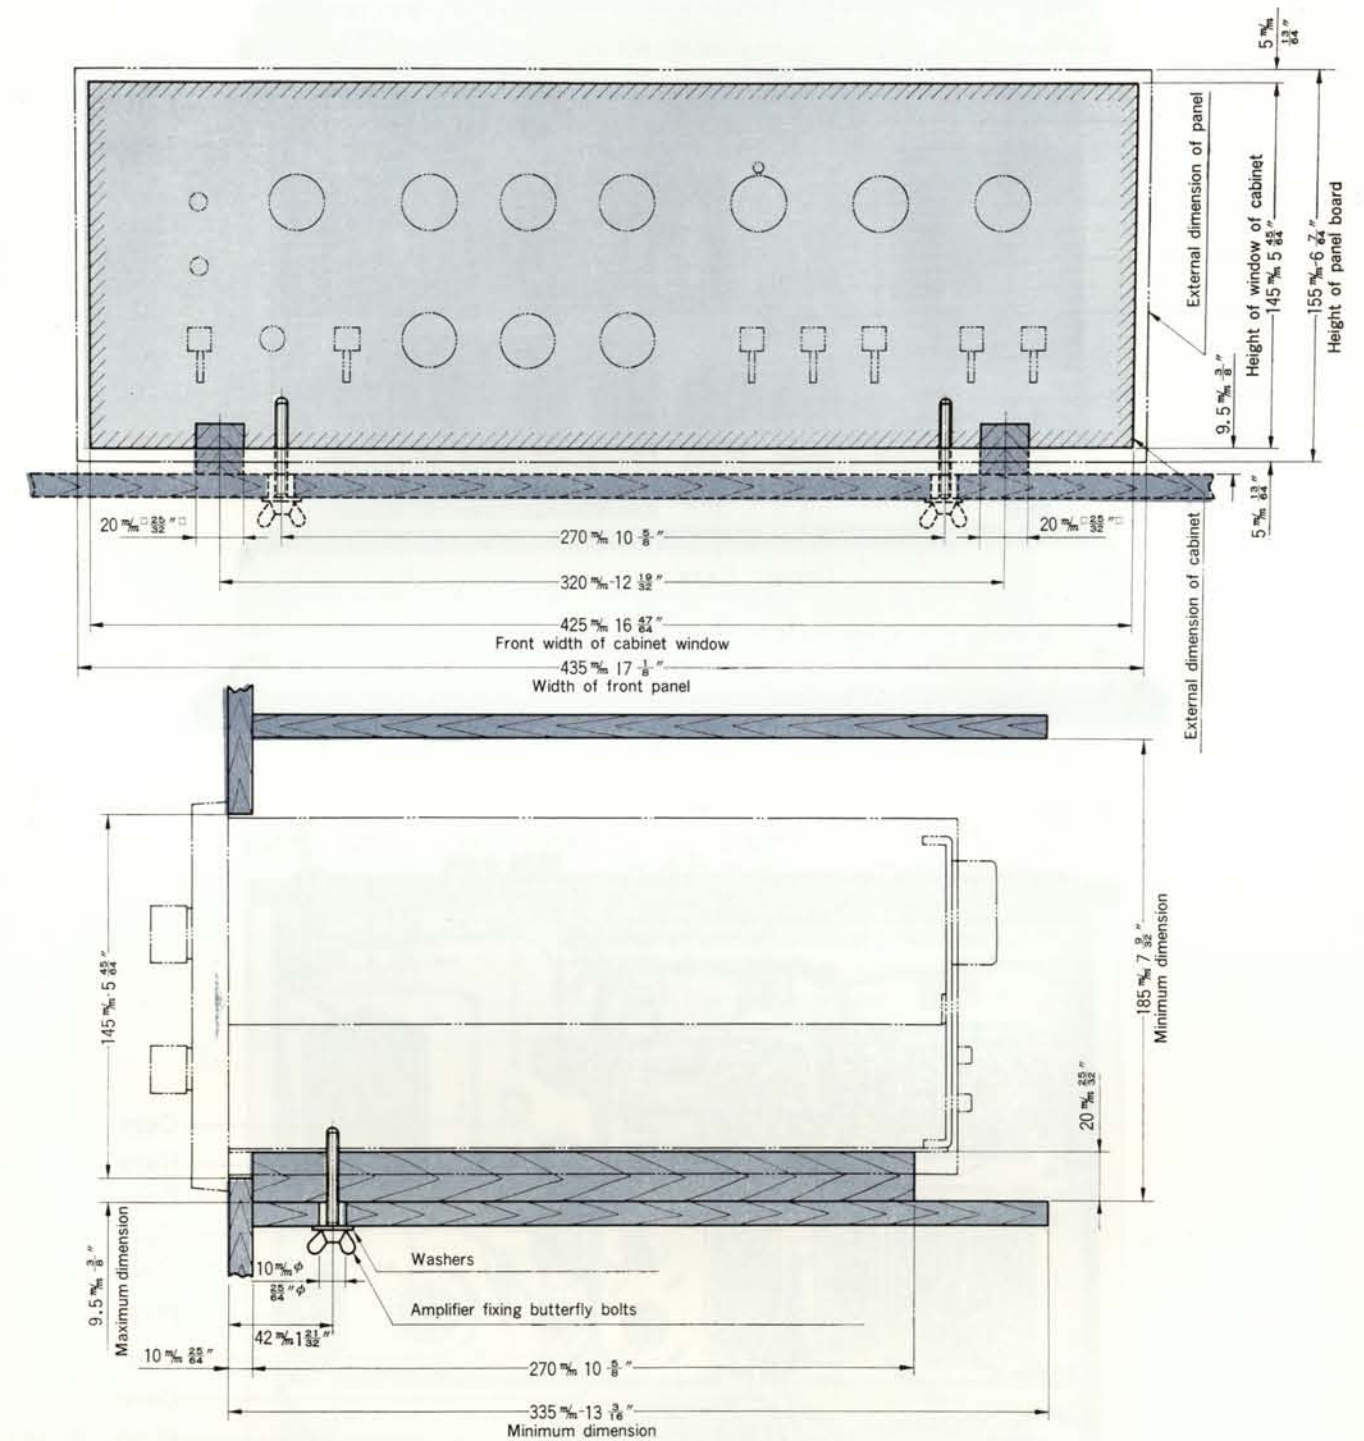 5 m/m 13/64″
External dimension of panel
Height of window of cabinet
145 m/m 5 45/64″
155 m/m-6 7/64″
Height of panel board
9.5 m/m 3/8″
5 m/m 13/64″
20 m/m□ 25/32″□
270 m/m 10 5/8″
20 m/m□ 25/32″□
320 m/m-12 19/32″
425 m/m 16 47/64″
Front width of cabinet window
435 m/m 17 1/8″
Width of front panel
External dimension of cabinet
145 m/m-5 45/64″
185 m/m 7 9/32″
Minimum dimension
20 m/m 25/32″
9.5 m/m 3/8″
Maximum dimension
10 m/m φ
25/64″ φ
Washers
Amplifier fixing butterfly bolts
42 m/m 1 21/32″
10 m/m 25/64″
270 m/m 10 5/8″
335 m/m-13 3/16″
Minimum dimension